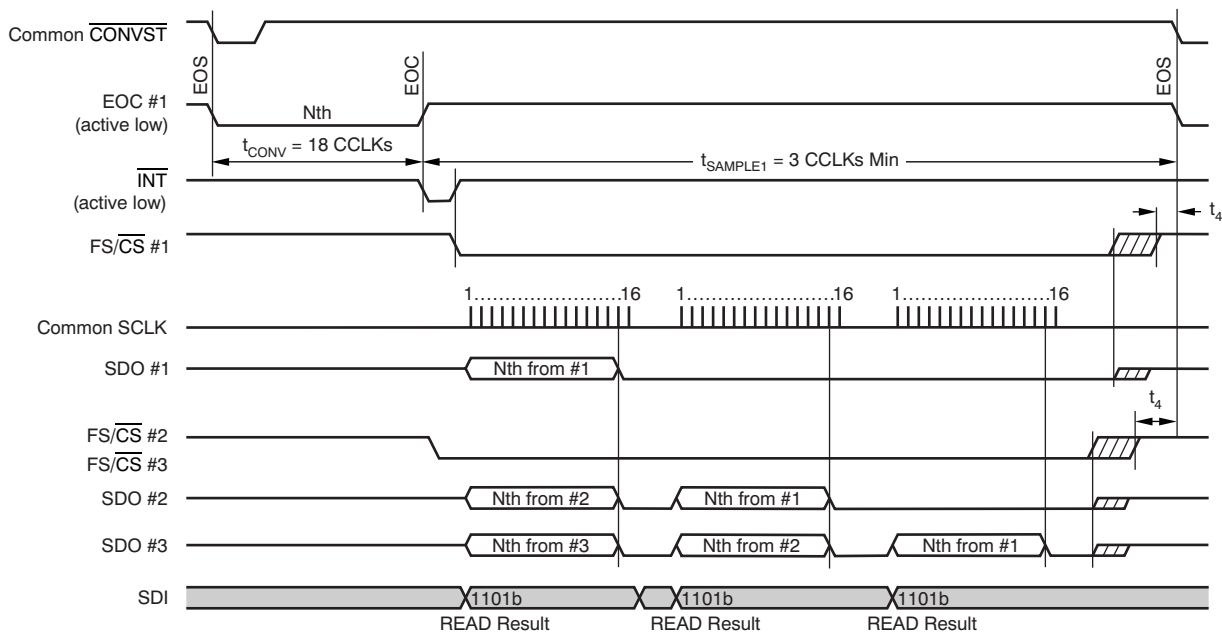 Common CONVST
EOS
EOC
EOS
EOC #1
(active low)
Nth
tCONV = 18 CCLKs
tSAMPLE1 = 3 CCLKs Min
INT
(active low)
t4
FS/CS #1
1.......................16
1.......................16
1.......................16
Common SCLK
SDO #1
Nth from #1
t4
FS/CS #2
FS/CS #3
SDO #2
Nth from #2
Nth from #1
SDO #3
Nth from #3
Nth from #2
Nth from #1
SDI
1101b
1101b
1101b
READ Result
READ Result
READ Result